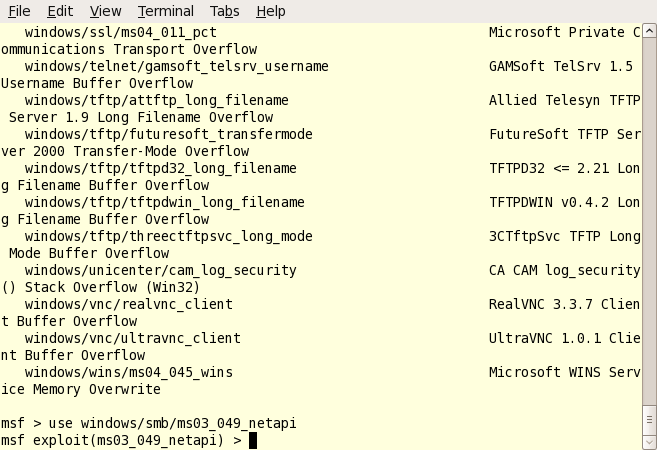 File Edit View Terminal Tabs Help
windows/ssl/ms04_011_pct Microsoft Private C
ommunications Transport Overflow
windows/telnet/gamsoft_telsrv_username GAMSoft TelSrv 1.5
Username Buffer Overflow
windows/tftp/attftp_long_filename Allied Telesyn TFTP
Server 1.9 Long Filename Overflow
windows/tftp/futuresoft_transfermode FutureSoft TFTP Ser
ver 2000 Transfer-Mode Overflow
windows/tftp/tftpd32_long_filename TFTPD32 <= 2.21 Lon
g Filename Buffer Overflow
windows/tftp/tftpdwin_long_filename TFTPDWIN v0.4.2 Lon
g Filename Buffer Overflow
windows/tftp/threectftpsvc_long_mode 3CTftpSvc TFTP Long
Mode Buffer Overflow
windows/unicenter/cam_log_security CA CAM log_security
() Stack Overflow (Win32)
windows/vnc/realvnc_client RealVNC 3.3.7 Clien
t Buffer Overflow
windows/vnc/ultravnc_client UltraVNC 1.0.1 Clie
nt Buffer Overflow
windows/wins/ms04_045_wins Microsoft WINS Serv
ice Memory Overwrite
msf > use windows/smb/ms03_049_netapi
msf exploit(ms03_049_netapi) >